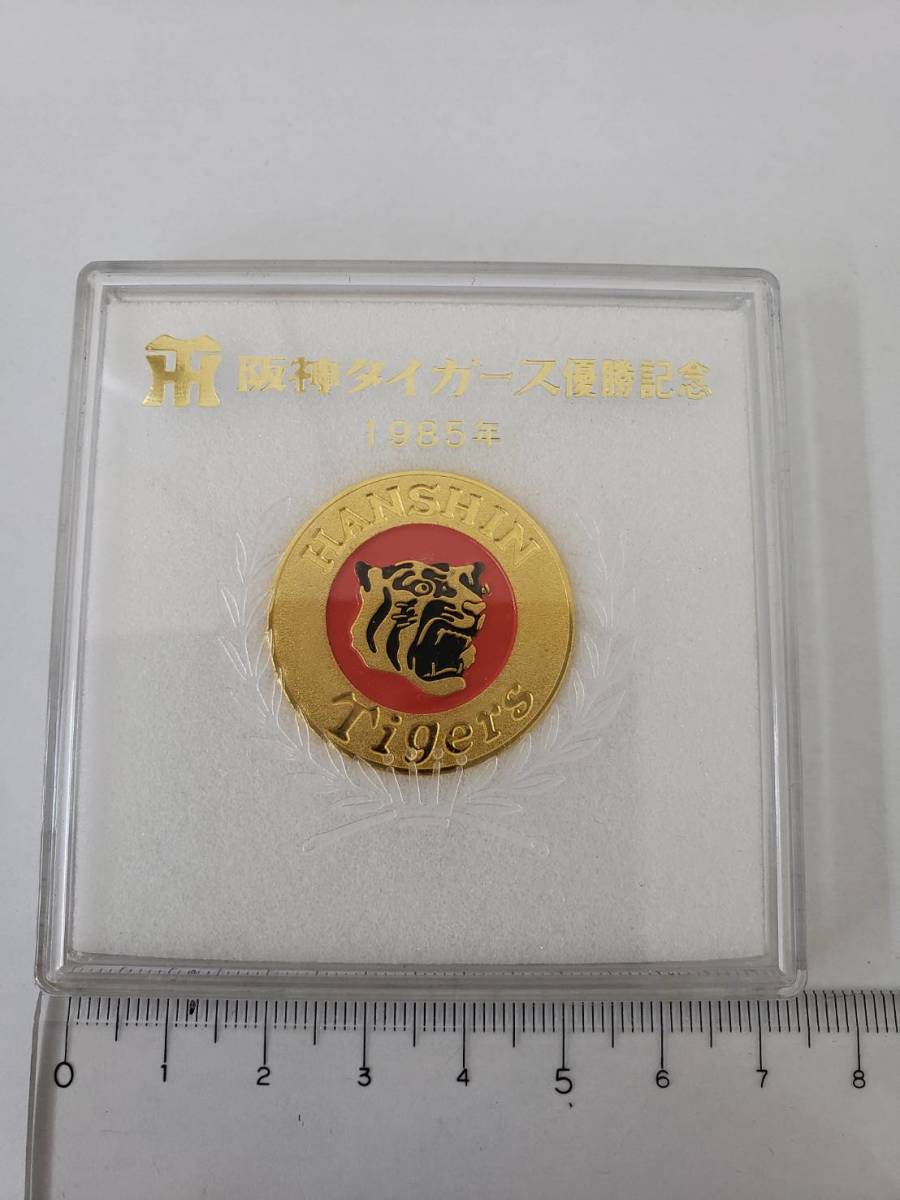 TH 阪神タイガース優勝記念
1985年
HANSHIN
Tigers
0 1 2 3 4 5 6 7 8